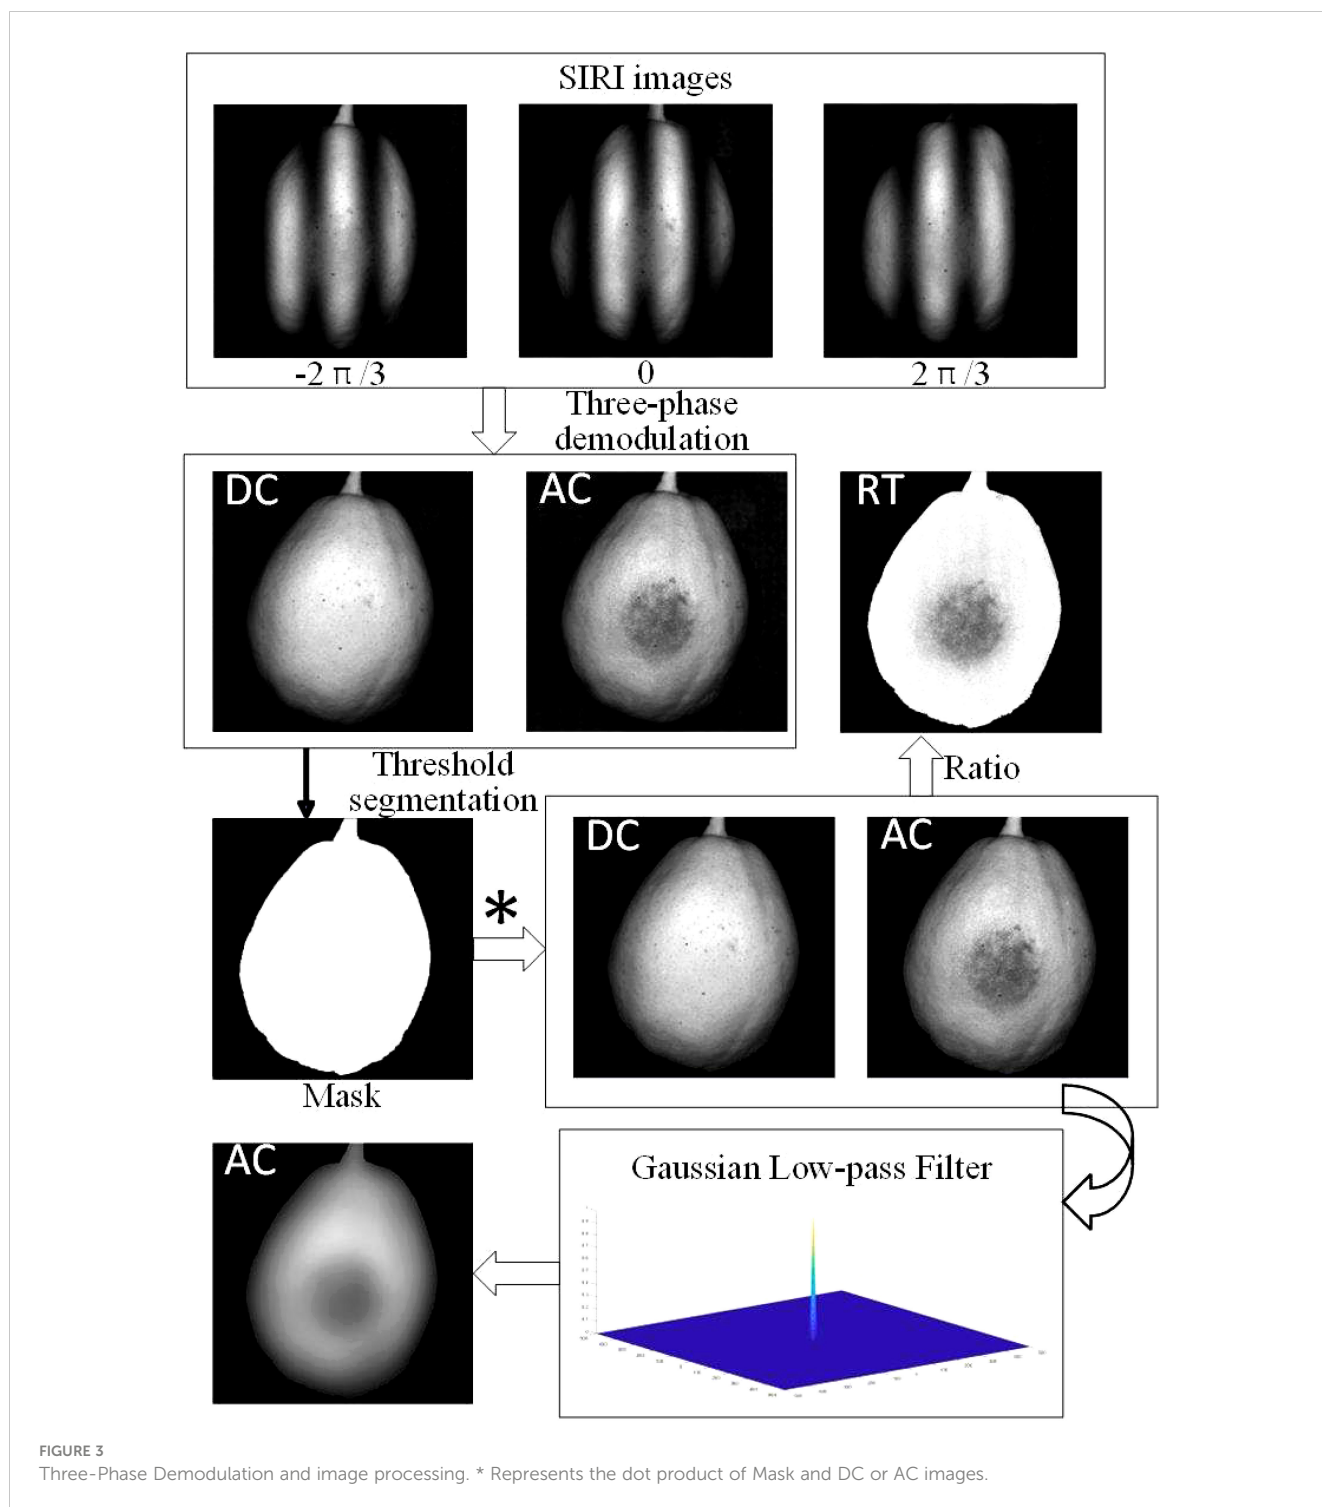 SIRI images
-2 π /3
0
2 π /3
Three-phase
demodulation
DC
AC
RT
Threshold
segmentation
Ratio
*
DC
AC
Mask
AC
Gaussian Low-pass Filter
FIGURE 3
Three-Phase Demodulation and image processing. * Represents the dot product of Mask and DC or AC images.